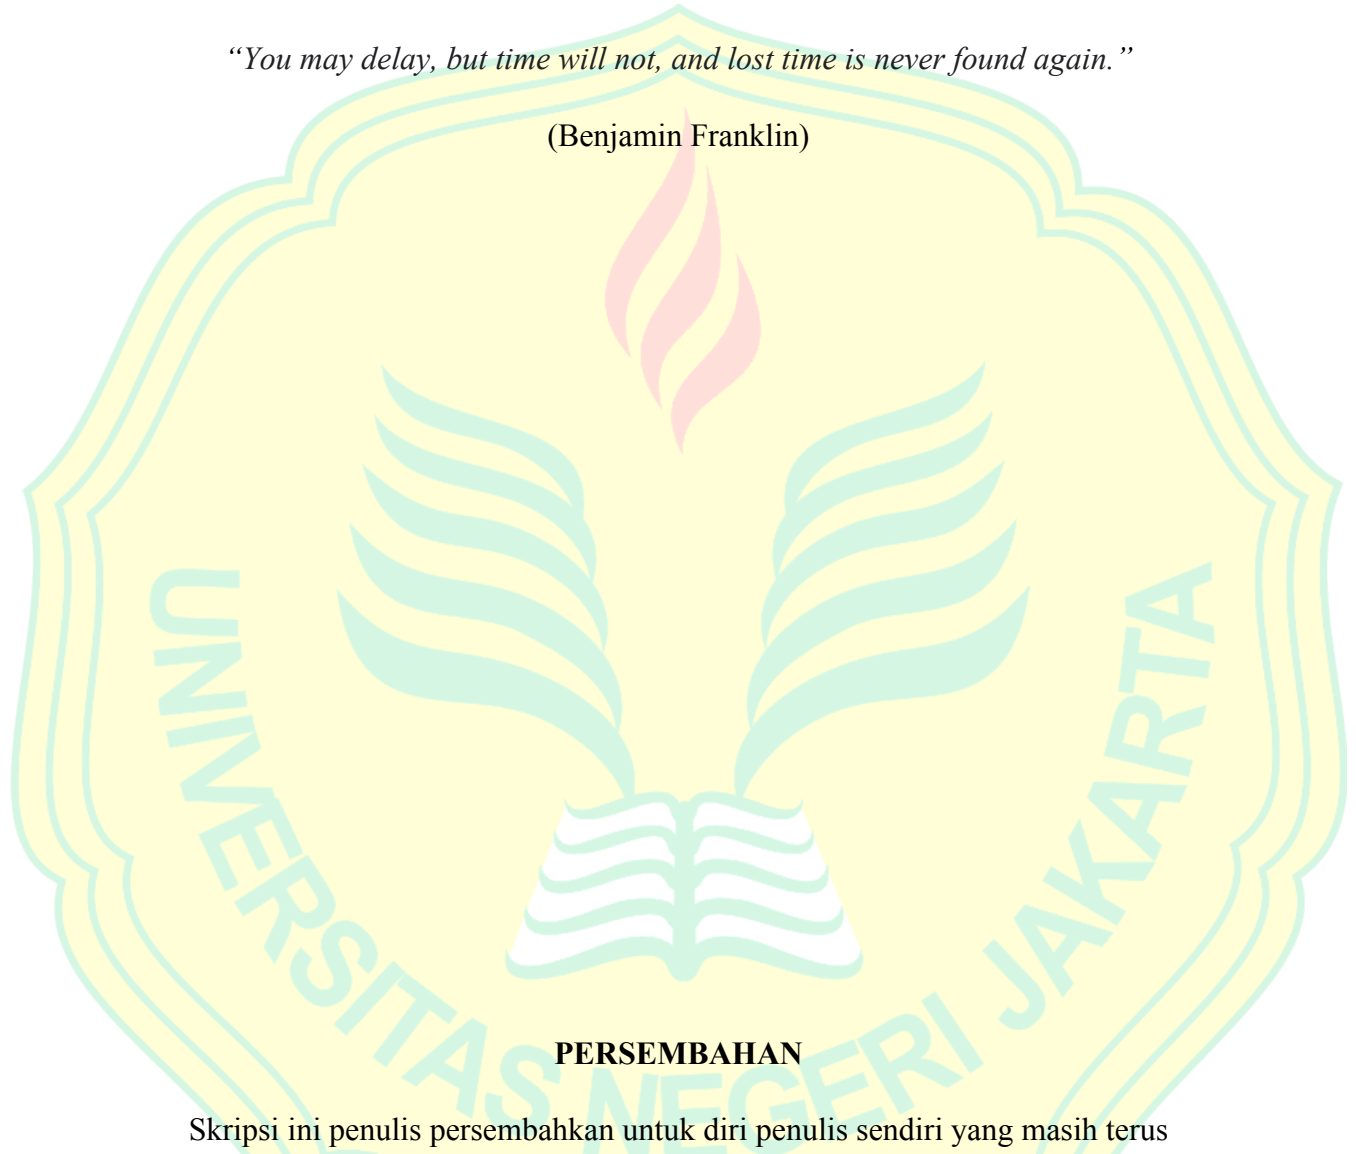 “You may delay, but time will not, and lost time is never found again.”
(Benjamin Franklin)
UNIVERSITAS NEGERI JAKARTA
PERSEMBAHAN
Skripsi ini penulis persembahkan untuk diri penulis sendiri yang masih terus